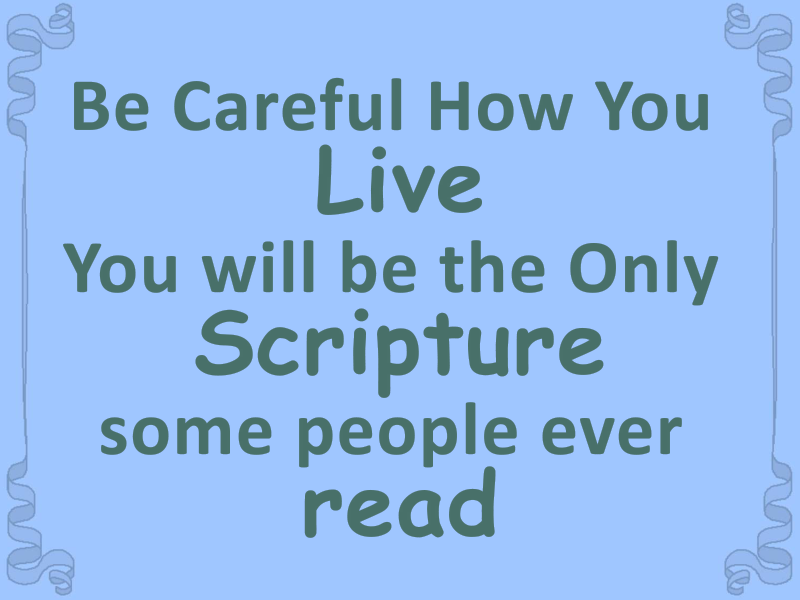 Be Careful How You
Live
You will be the Only
Scripture
some people ever
read